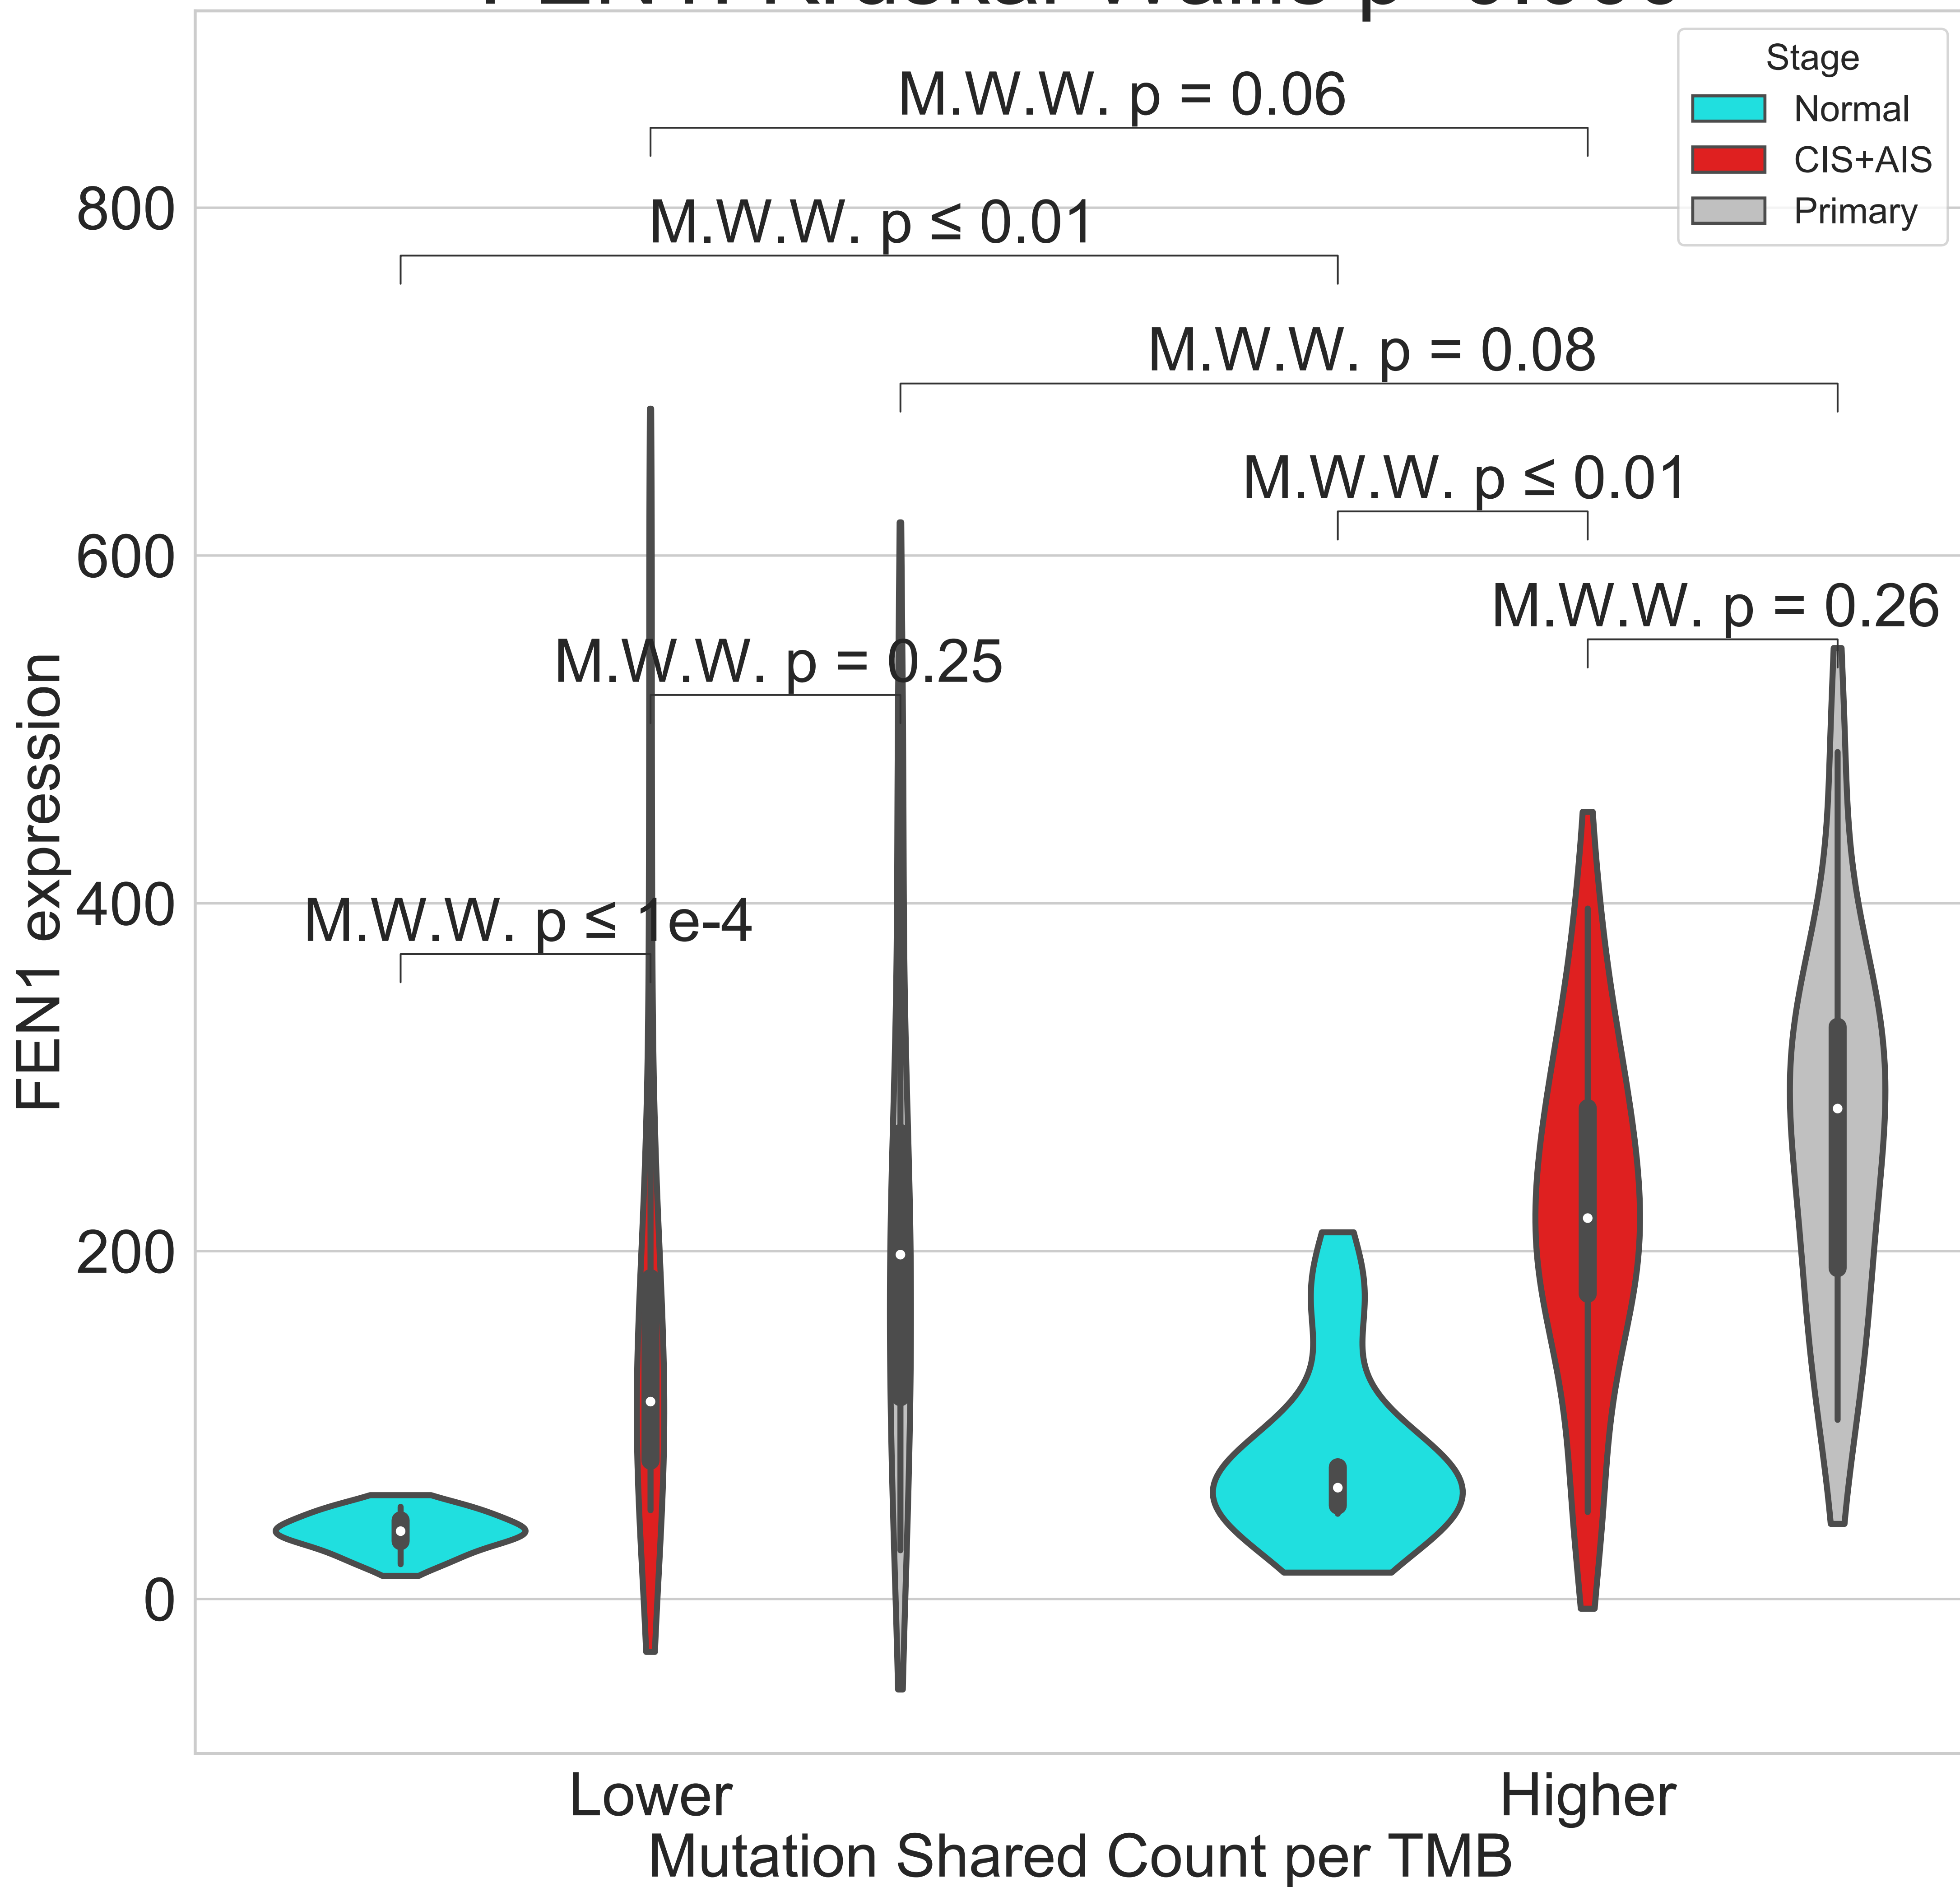 Stage
Normal
CIS+AIS
Primary
M.W.W. p = 0.06
M.W.W. p ≤ 0.01
M.W.W. p = 0.08
M.W.W. p ≤ 0.01
M.W.W. p = 0.26
M.W.W. p = 0.25
M.W.W. p ≤ 1e-4
800
600
400
200
0
FEN1 expression
Lower
Higher
Mutation Shared Count per TMB